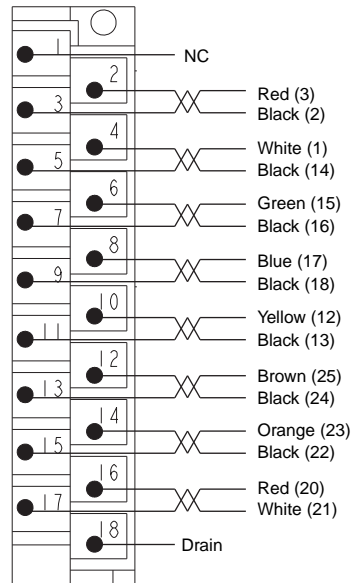 1
NC
2
Red (3)
3
Black (2)
4
White (1)
5
Black (14)
6
Green (15)
7
Black (16)
8
Blue (17)
9
Black (18)
10
Yellow (12)
11
Black (13)
12
Brown (25)
13
Black (24)
14
Orange (23)
15
Black (22)
16
Red (20)
17
White (21)
18
Drain